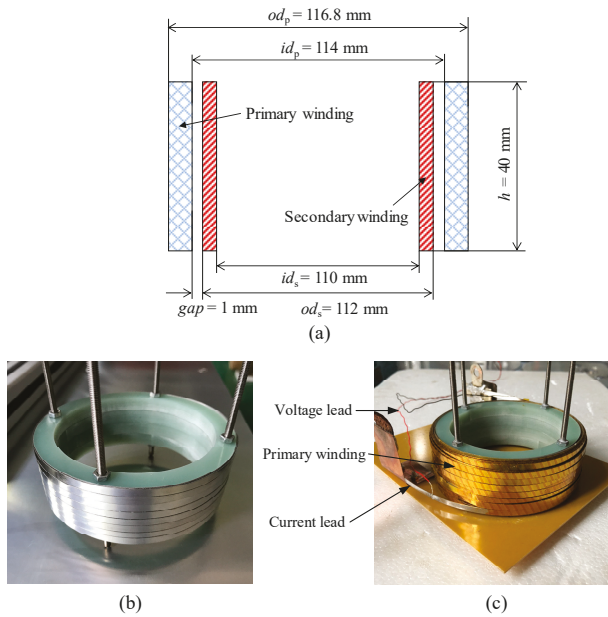 od_p = 116.8 mm
id_p = 114 mm
Primary winding
h = 40 mm
Secondary winding
id_s = 110 mm
gap = 1 mm
od_s = 112 mm
(a)
Voltage lead
Primary winding
Current lead
(b)
(c)